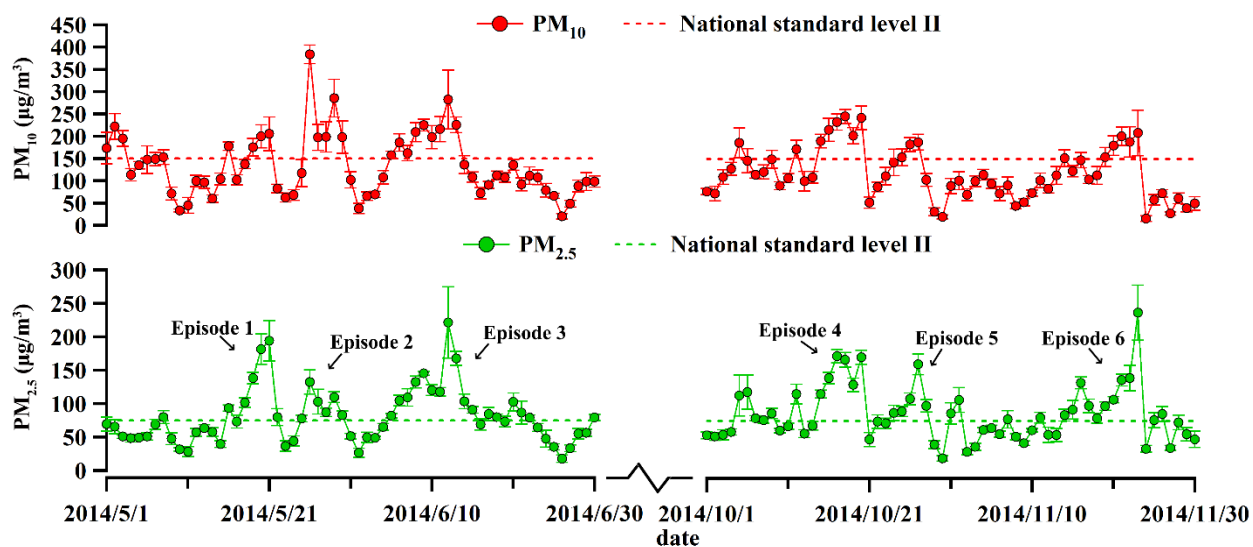 PM10 National standard level II
450
400
350
300
250
200
150
100
50
0
PM10 (μg/m³)
PM2.5 National standard level II
300
250
200
150
100
50
0
PM2.5 (μg/m³)
Episode 1
Episode 2
Episode 3
Episode 4
Episode 5
Episode 6
2014/5/1 2014/5/21 2014/6/10 2014/6/30 2014/10/1 2014/10/21 2014/11/10 2014/11/30
date